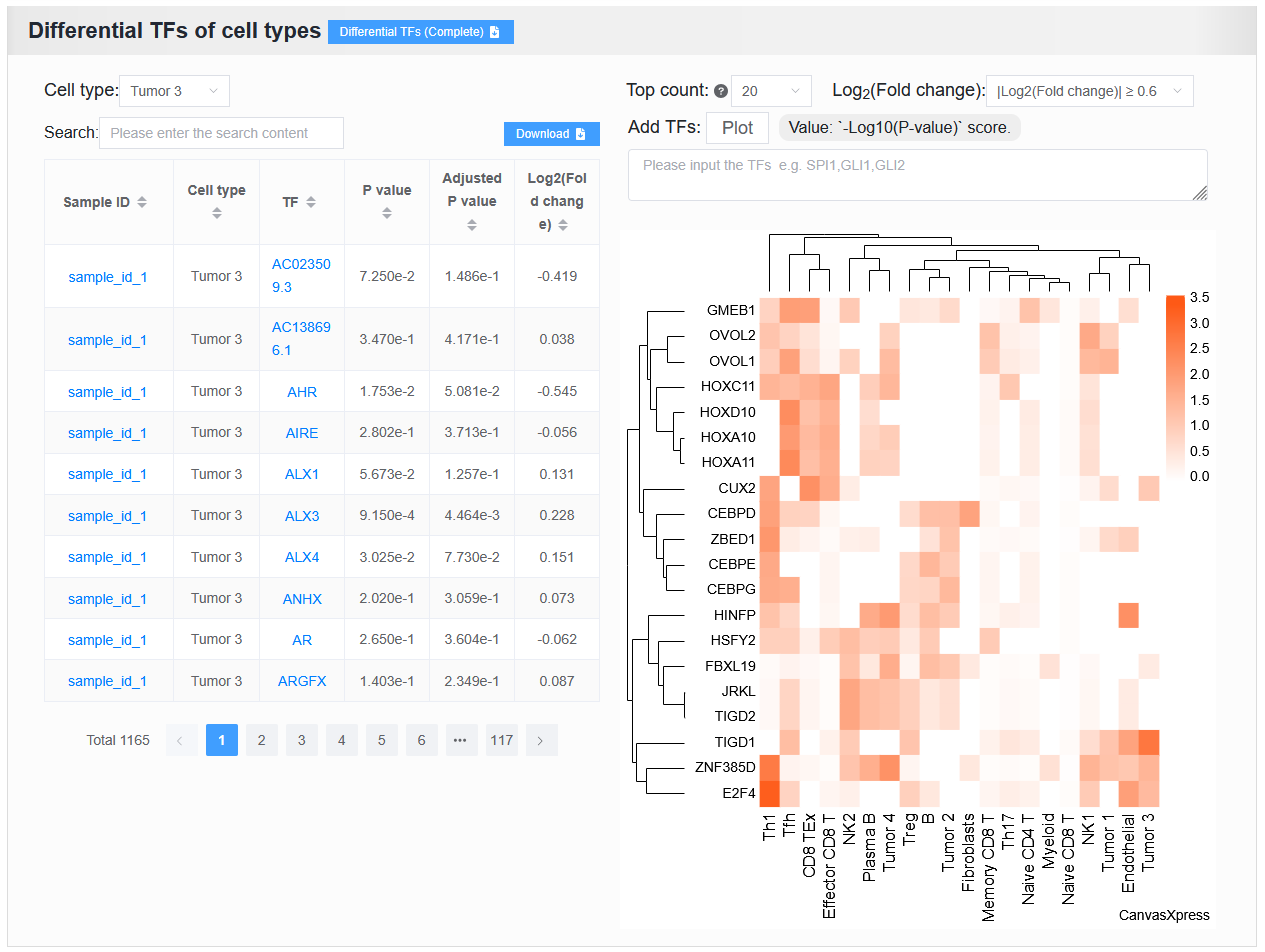 Differential TFs of cell types
Differential TFs (Complete)
Cell type:
Tumor 3
Search:
Please enter the search content
Download
Sample ID
Cell type
TF
P value
Adjusted
P value
Log2(Fol
d chang
e)
sample_id_1 Tumor 3 AC02350
9.3 7.250e-2 1.486e-1 -0.419
sample_id_1 Tumor 3 AC13869
6.1 3.470e-1 4.171e-1 0.038
sample_id_1 Tumor 3 AHR 1.753e-2 5.081e-2 -0.545
sample_id_1 Tumor 3 AIRE 2.802e-1 3.713e-1 -0.056
sample_id_1 Tumor 3 ALX1 5.673e-2 1.257e-1 0.131
sample_id_1 Tumor 3 ALX3 9.150e-4 4.464e-3 0.228
sample_id_1 Tumor 3 ALX4 3.025e-2 7.730e-2 0.151
sample_id_1 Tumor 3 ANHX 2.020e-1 3.059e-1 0.073
sample_id_1 Tumor 3 AR 2.650e-1 3.604e-1 -0.062
sample_id_1 Tumor 3 ARGFX 1.403e-1 2.349e-1 0.087
Total 1165 < 1 2 3 4 5 6 ••• 117 >
Top count: ? 20
Log2(Fold change): |Log2(Fold change)| ≥ 0.6
Add TFs: Plot Value: `-Log10(P-value)` score.
Please input the TFs e.g. SPI1,GLI1,GLI2
GMEB1
OVOL2
OVOL1
HOXC11
HOXD10
HOXA10
HOXA11
CUX2
CEBPD
ZBED1
CEBPE
CEBPG
HINFP
HSFY2
FBXL19
JRKL
TIGD2
TIGD1
ZNF385D
E2F4
3.5
3.0
2.5
2.0
1.5
1.0
0.5
0.0
Th1
Tfh
CD8 TEx
Effector CD8 T
NK2
Plasma B
Tumor 4
Treg
B
Tumor 2
Fibroblasts
Memory CD8 T
Th17
Naive CD4 T
Myeloid
Naive CD8 T
NK1
Tumor 1
Endothelial
Tumor 3
CanvasXpress